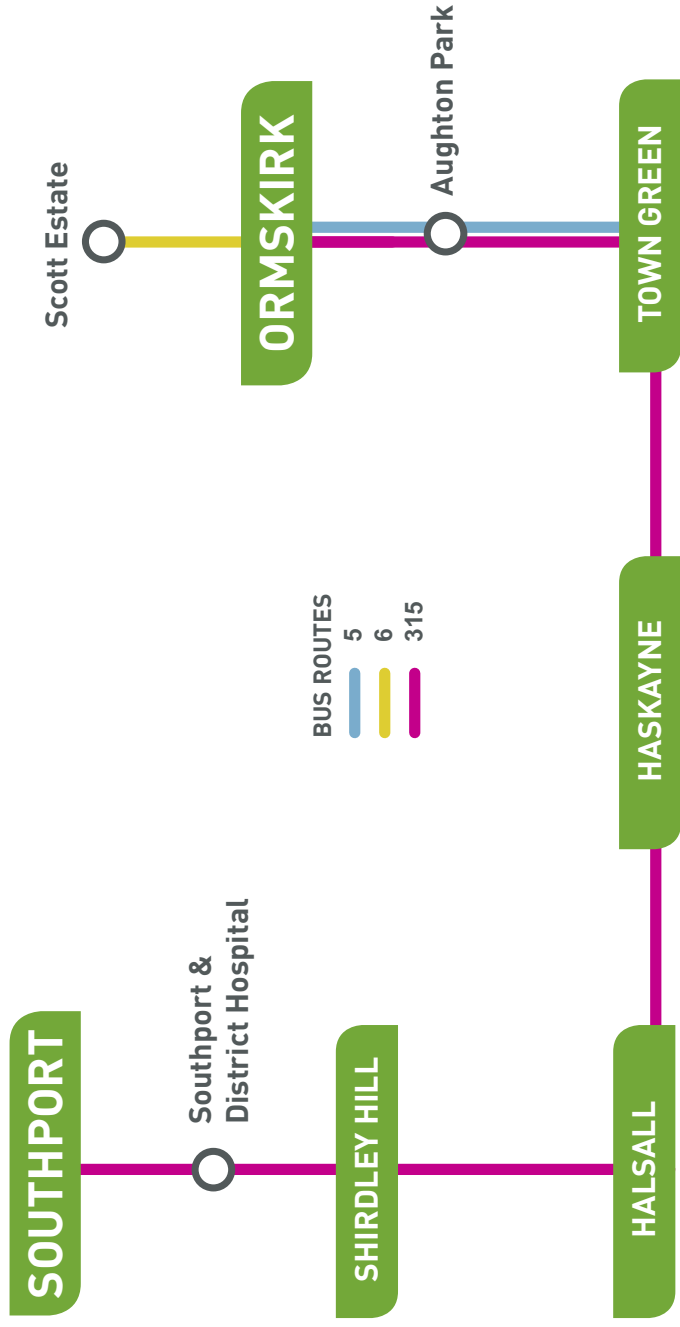 SOUTHPORT
Southport &
District Hospital
SHIRDLEY HILL
HALSALL
HASKAYNE
TOWN GREEN
Aughton Park
ORMSKIRK
Scott Estate
BUS ROUTES
5
6
315